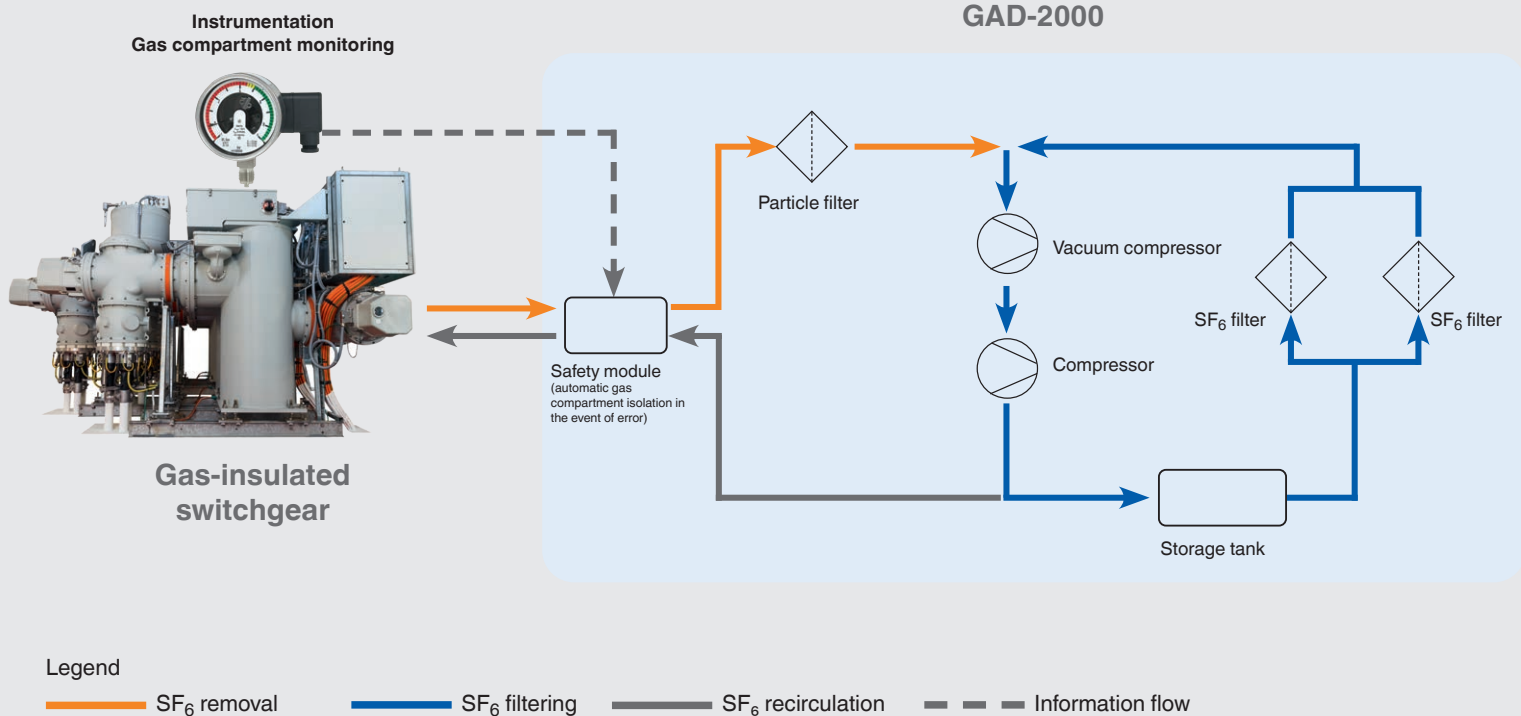 GAD-2000
Instrumentation
Gas compartment monitoring
Particle filter
Vacuum compressor
SF₆ filter
SF₆ filter
Compressor
Safety module
(automatic gas
compartment isolation in
the event of error)
Gas-insulated
switchgear
Storage tank
Legend
SF₆ removal
SF₆ filtering
SF₆ recirculation
Information flow